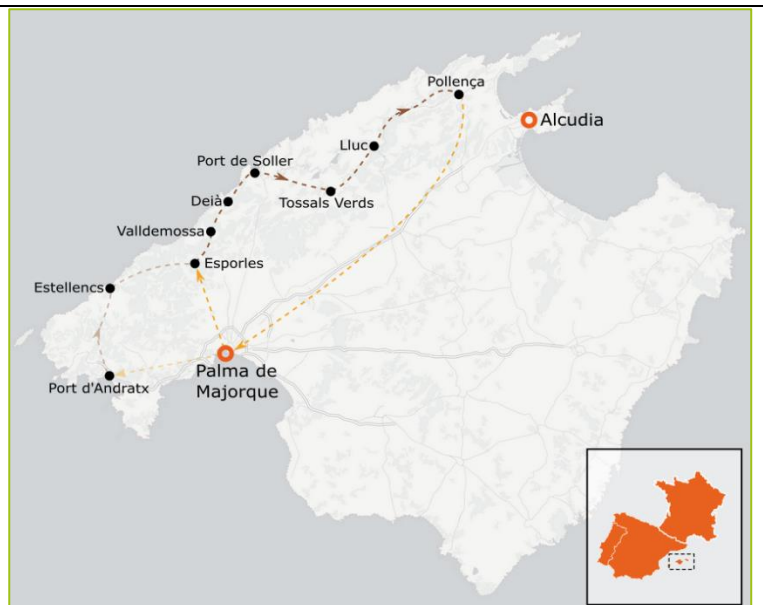 Pollença
Alcudia
Lluc
Port de Soller
Tossals Verds
Deià
Valldemossa
Esporles
Estellencs
Palma de
Majorque
Port d'Andratx